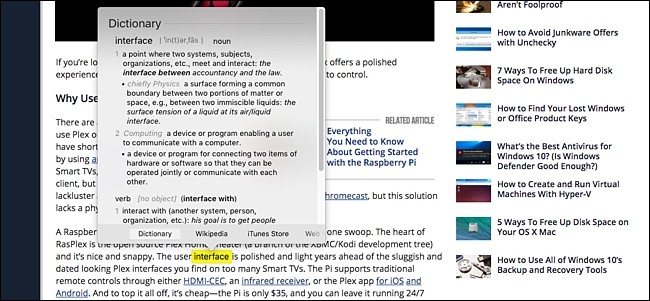 Dictionary
interface | ˈin(t)ərˌfās | noun
1 a point where two systems, subjects,
organizations, etc., meet and interact: the
interface between accountancy and the law.
• chiefly Physics a surface forming a common
boundary between two portions of matter or
space, e.g., between two immiscible liquids: the
surface tension of a liquid at its air/liquid
interface.
2 Computing a device or program enabling a user
to communicate with a computer.
• a device or program for connecting two items of
hardware or software so that they can be
operated jointly or communicate with each
other.
verb [no object] (interface with)
1 interact with (another system, person,
organization, etc.): his goal is to get people
Dictionary Wikipedia iTunes Store Web
If you're lo
x offers a polished
experience
to control.
Why Use
There are
use Plex o
have short
by using a
Smart TVs,
client, but
lackluster
hromecast, but this solution
lacks a phy
RELATED ARTICLE
Everything
You Need to Know
About Getting Started
with the Raspberry Pi
A Raspber
one swoop. The heart of
RasPlex is the open source Plex Home Theater (a branch of the XBMC/Kodi development tree)
and it's nice and snappy. The user interface is polished and light years ahead of the sluggish and
dated looking Plex interfaces you find on too many Smart TVs. The Pi supports traditional
remote controls through either HDMI-CEC, an infrared receiver, or the Plex app for iOS and
Android. And to top it all off, it's cheap—the Pi is only $35, and you can leave it running 24/7
Aren't Foolproof
How to Avoid Junkware Offers
with Unchecky
7 Ways To Free Up Hard Disk
Space On Windows
How to Find Your Lost Windows
or Office Product Keys
What's the Best Antivirus for
Windows 10? (Is Windows
Defender Good Enough?)
How to Create and Run Virtual
Machines With Hyper-V
5 Ways To Free Up Disk Space on
Your OS X Mac
How to Use All of Windows 10's
Backup and Recovery Tools